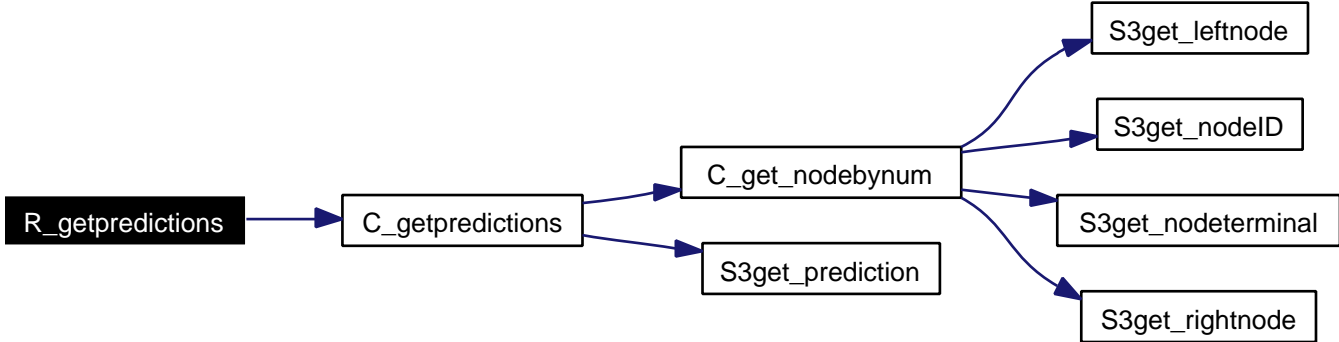 R_getpredictions
C_getpredictions
C_get_nodebynum
S3get_prediction
S3get_leftnode
S3get_nodeID
S3get_nodeterminal
S3get_rightnode